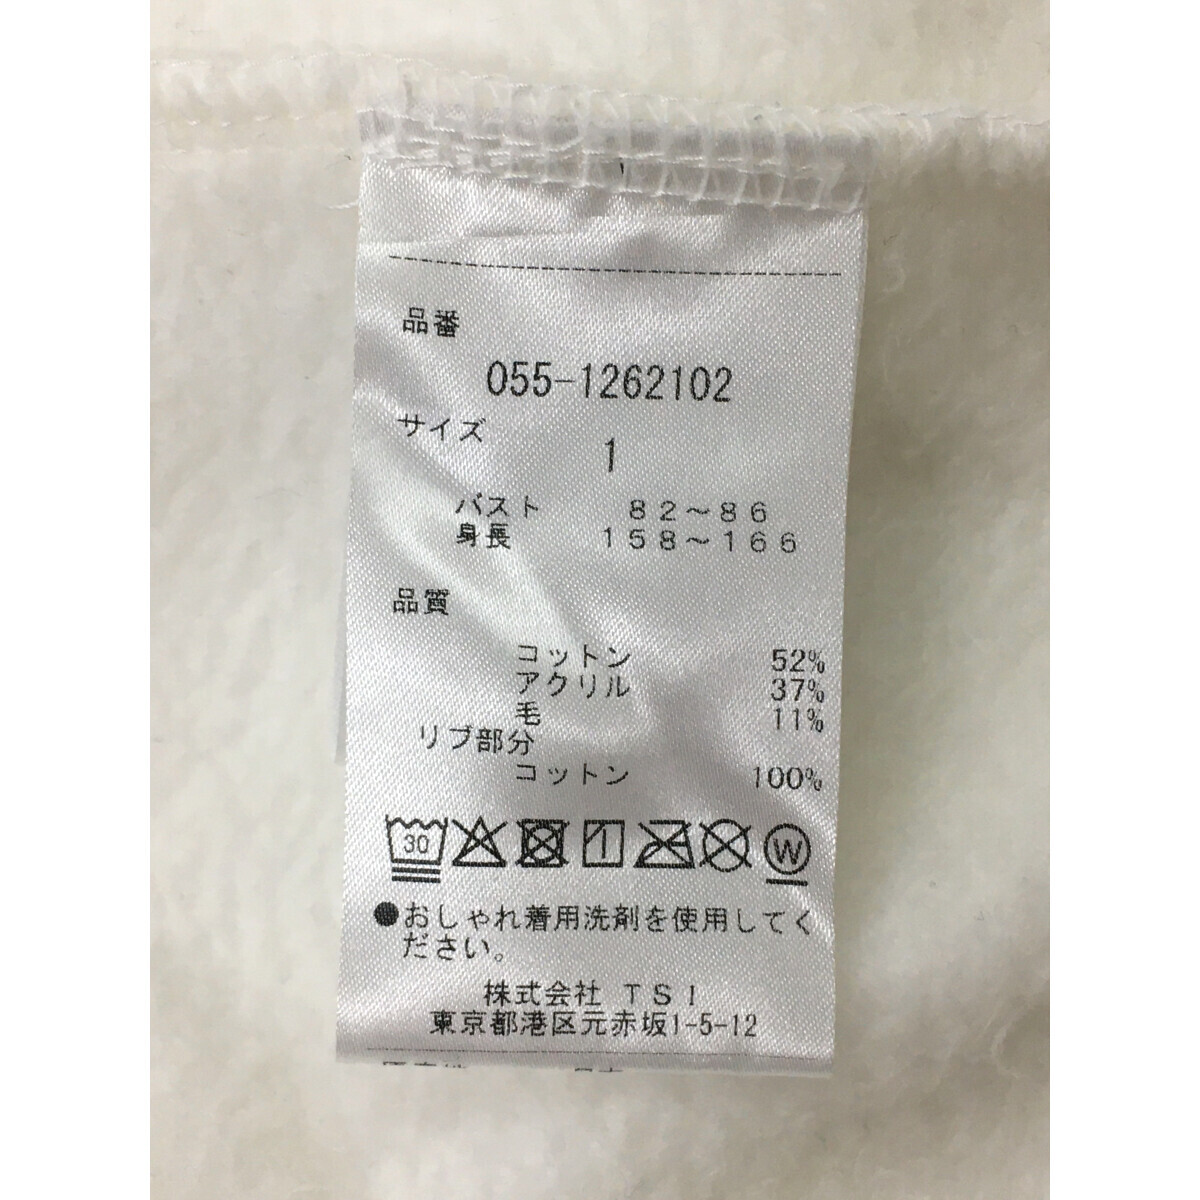 品番
055-1262102
サイズ
1
バスト 82～86
身長 158～166
品質
コットン 52%
アクリル 37%
毛 11%
リブ部分
コットン 100%
30
W
●おしゃれ着用洗剤を使用してく
ださい。
株式会社 TSI
東京都港区元赤坂1-5-12